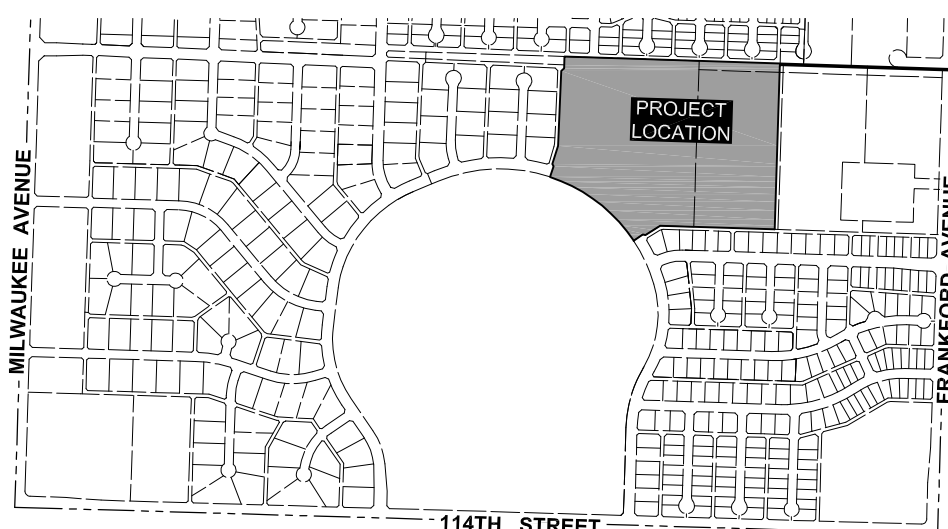 PROJECT
LOCATION
MILWAUKEE AVENUE
FRANKFORD AVENUE
114TH STREET